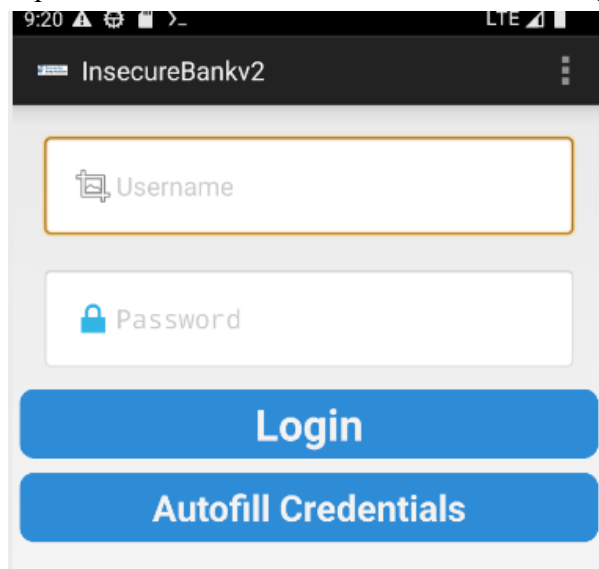 9:20 LTE
InsecureBankv2
Username
Password
Login
Autofill Credentials